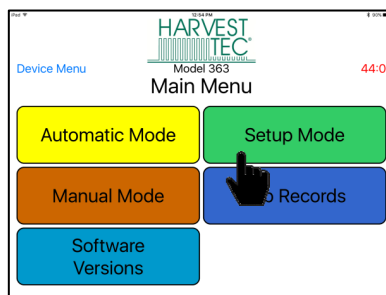 iPad 12:54 PM 90%
HARVEST
TEC
Device Menu Model 363 44:0
Main Menu
Automatic Mode Setup Mode
Manual Mode Records
Software
Versions